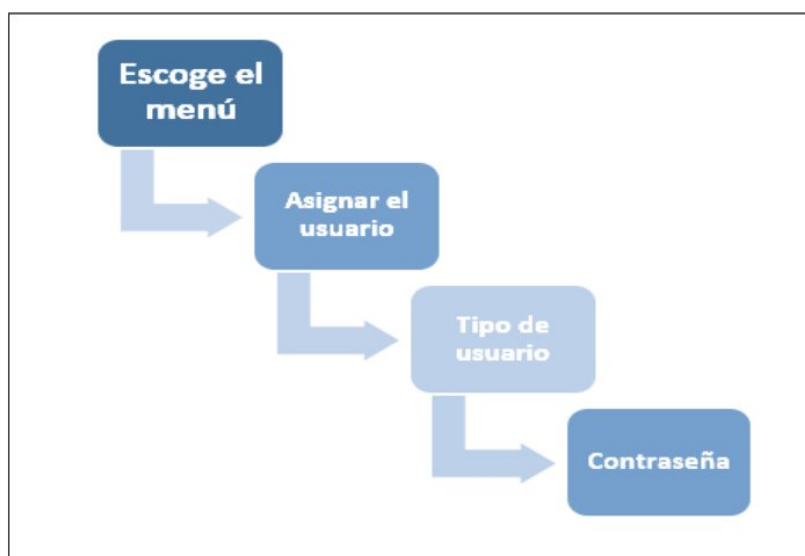 Escoge el
menú
Asignar el
usuario
Tipo de
usuario
Contraseña